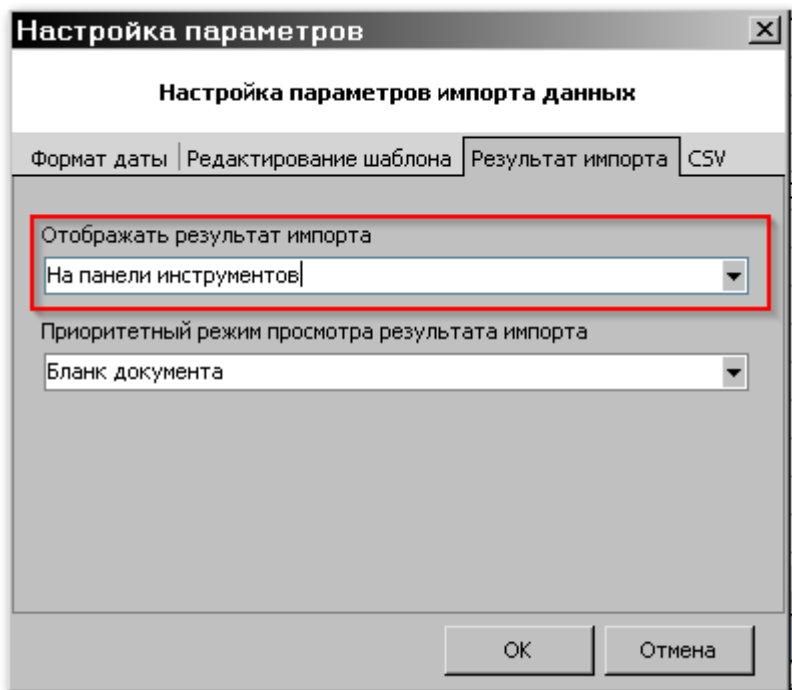 Настройка параметров
Настройка параметров импорта данных
Формат даты Редактирование шаблона Результат импорта CSV
Отображать результат импорта
На панели инструментов
Приоритетный режим просмотра результата импорта
Бланк документа
ОК Отмена